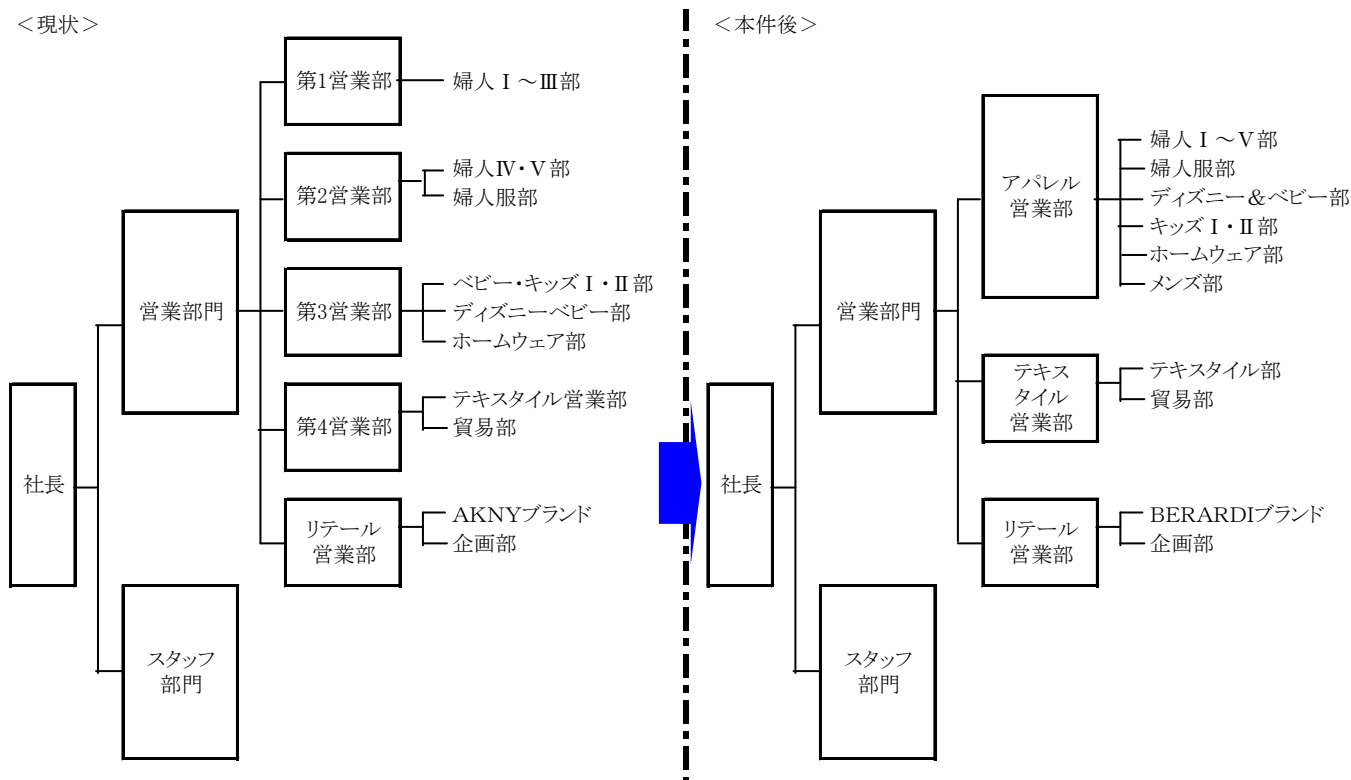 <現状>
第1営業部
婦人Ⅰ～Ⅲ部
第2営業部
婦人Ⅳ・Ⅴ部
婦人服部
営業部門
第3営業部
ベビー・キッズⅠ・Ⅱ部
ディズニーベビー部
ホームウェア部
第4営業部
テキスタイル営業部
貿易部
社長
リテール
営業部
AKNYブランド
企画部
スタッフ
部門
<本件後>
アパレル
営業部
婦人Ⅰ～Ⅴ部
婦人服部
ディズニー＆ベビー部
キッズⅠ・Ⅱ部
ホームウェア部
メンズ部
営業部門
テキス
タイル
営業部
テキスタイル部
貿易部
社長
リテール
営業部
BERARDIブランド
企画部
スタッフ
部門